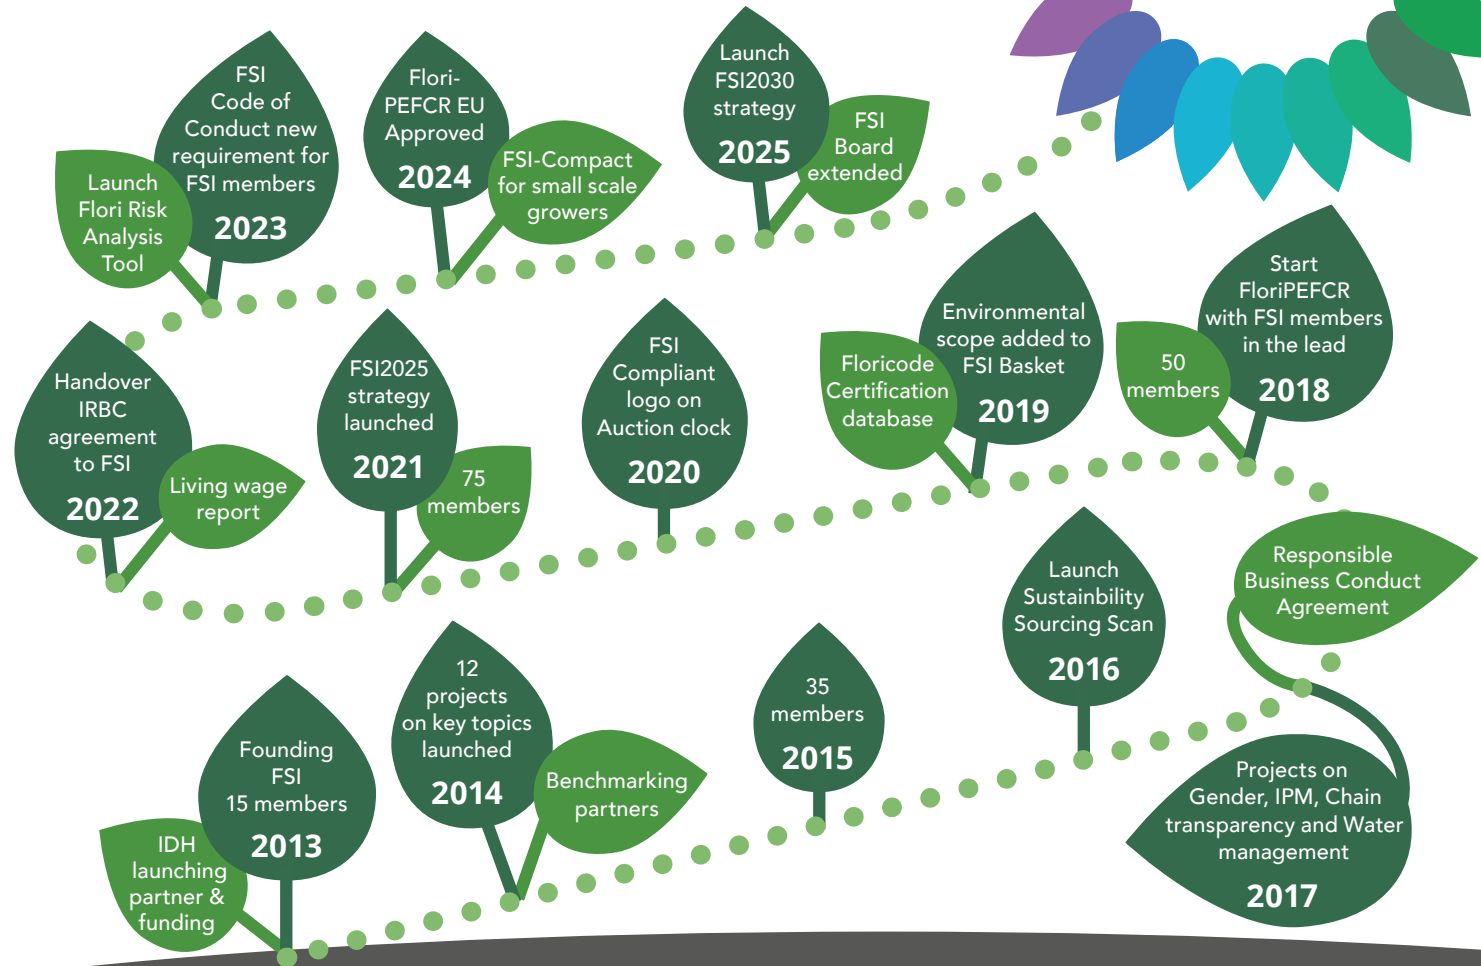 FSI
Code of
Conduct new
requirement for
FSI members
2023
Launch
Flori Risk
Analysis
Tool
Flori-
PEFCR EU
Approved
2024
FSI-Compact
for small scale
growers
Launch
FSI2030
strategy
2025
FSI
Board
extended
Handover
IRBC
agreement
to FSI
2022
Living wage
report
FSI2025
strategy
launched
2021
75
members
FSI
Compliant
logo on
Auction clock
2020
Floricode
Certification
database
Environmental
scope added to
FSI Basket
2019
50
members
Start
FloriPEFCR
with FSI members
in the lead
2018
Founding
FSI
15 members
2013
IDH
launching
partner &
funding
12
projects
on key topics
launched
2014
Benchmarking
partners
35
members
2015
Launch
Sustainbility
Sourcing Scan
2016
Responsible
Business Conduct
Agreement
Projects on
Gender, IPM, Chain
transparency and Water
management
2017